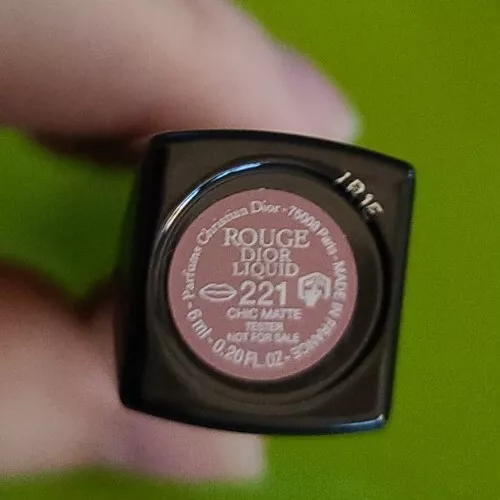 1R1E
Parfums Christian Dior - 75008 Paris - MADE IN FRANCE - 6ml - 0.20 FL.OZ -
ROUGE
DIOR
LIQUID
221
CHIC MATTE
TESTER
NOT FOR SALE